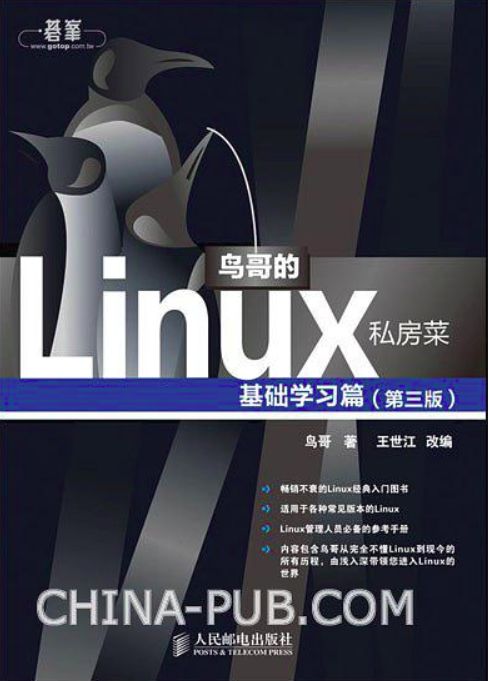 碁峯
www.gotop.com.tw
鸟哥的
Linux
私房菜
基础学习篇(第三版)
鸟哥 著 王世江 改编
畅销不衰的Linux经典入门图书
适用于各种常见版本的Linux
Linux管理人员必备的参考手册
内容包含鸟哥从完全不懂Linux到现今的
所有历程,由浅入深带领您进入Linux的
世界
CHINA-PUB.COM
人民邮电出版社
POSTS & TELECOM PRESS